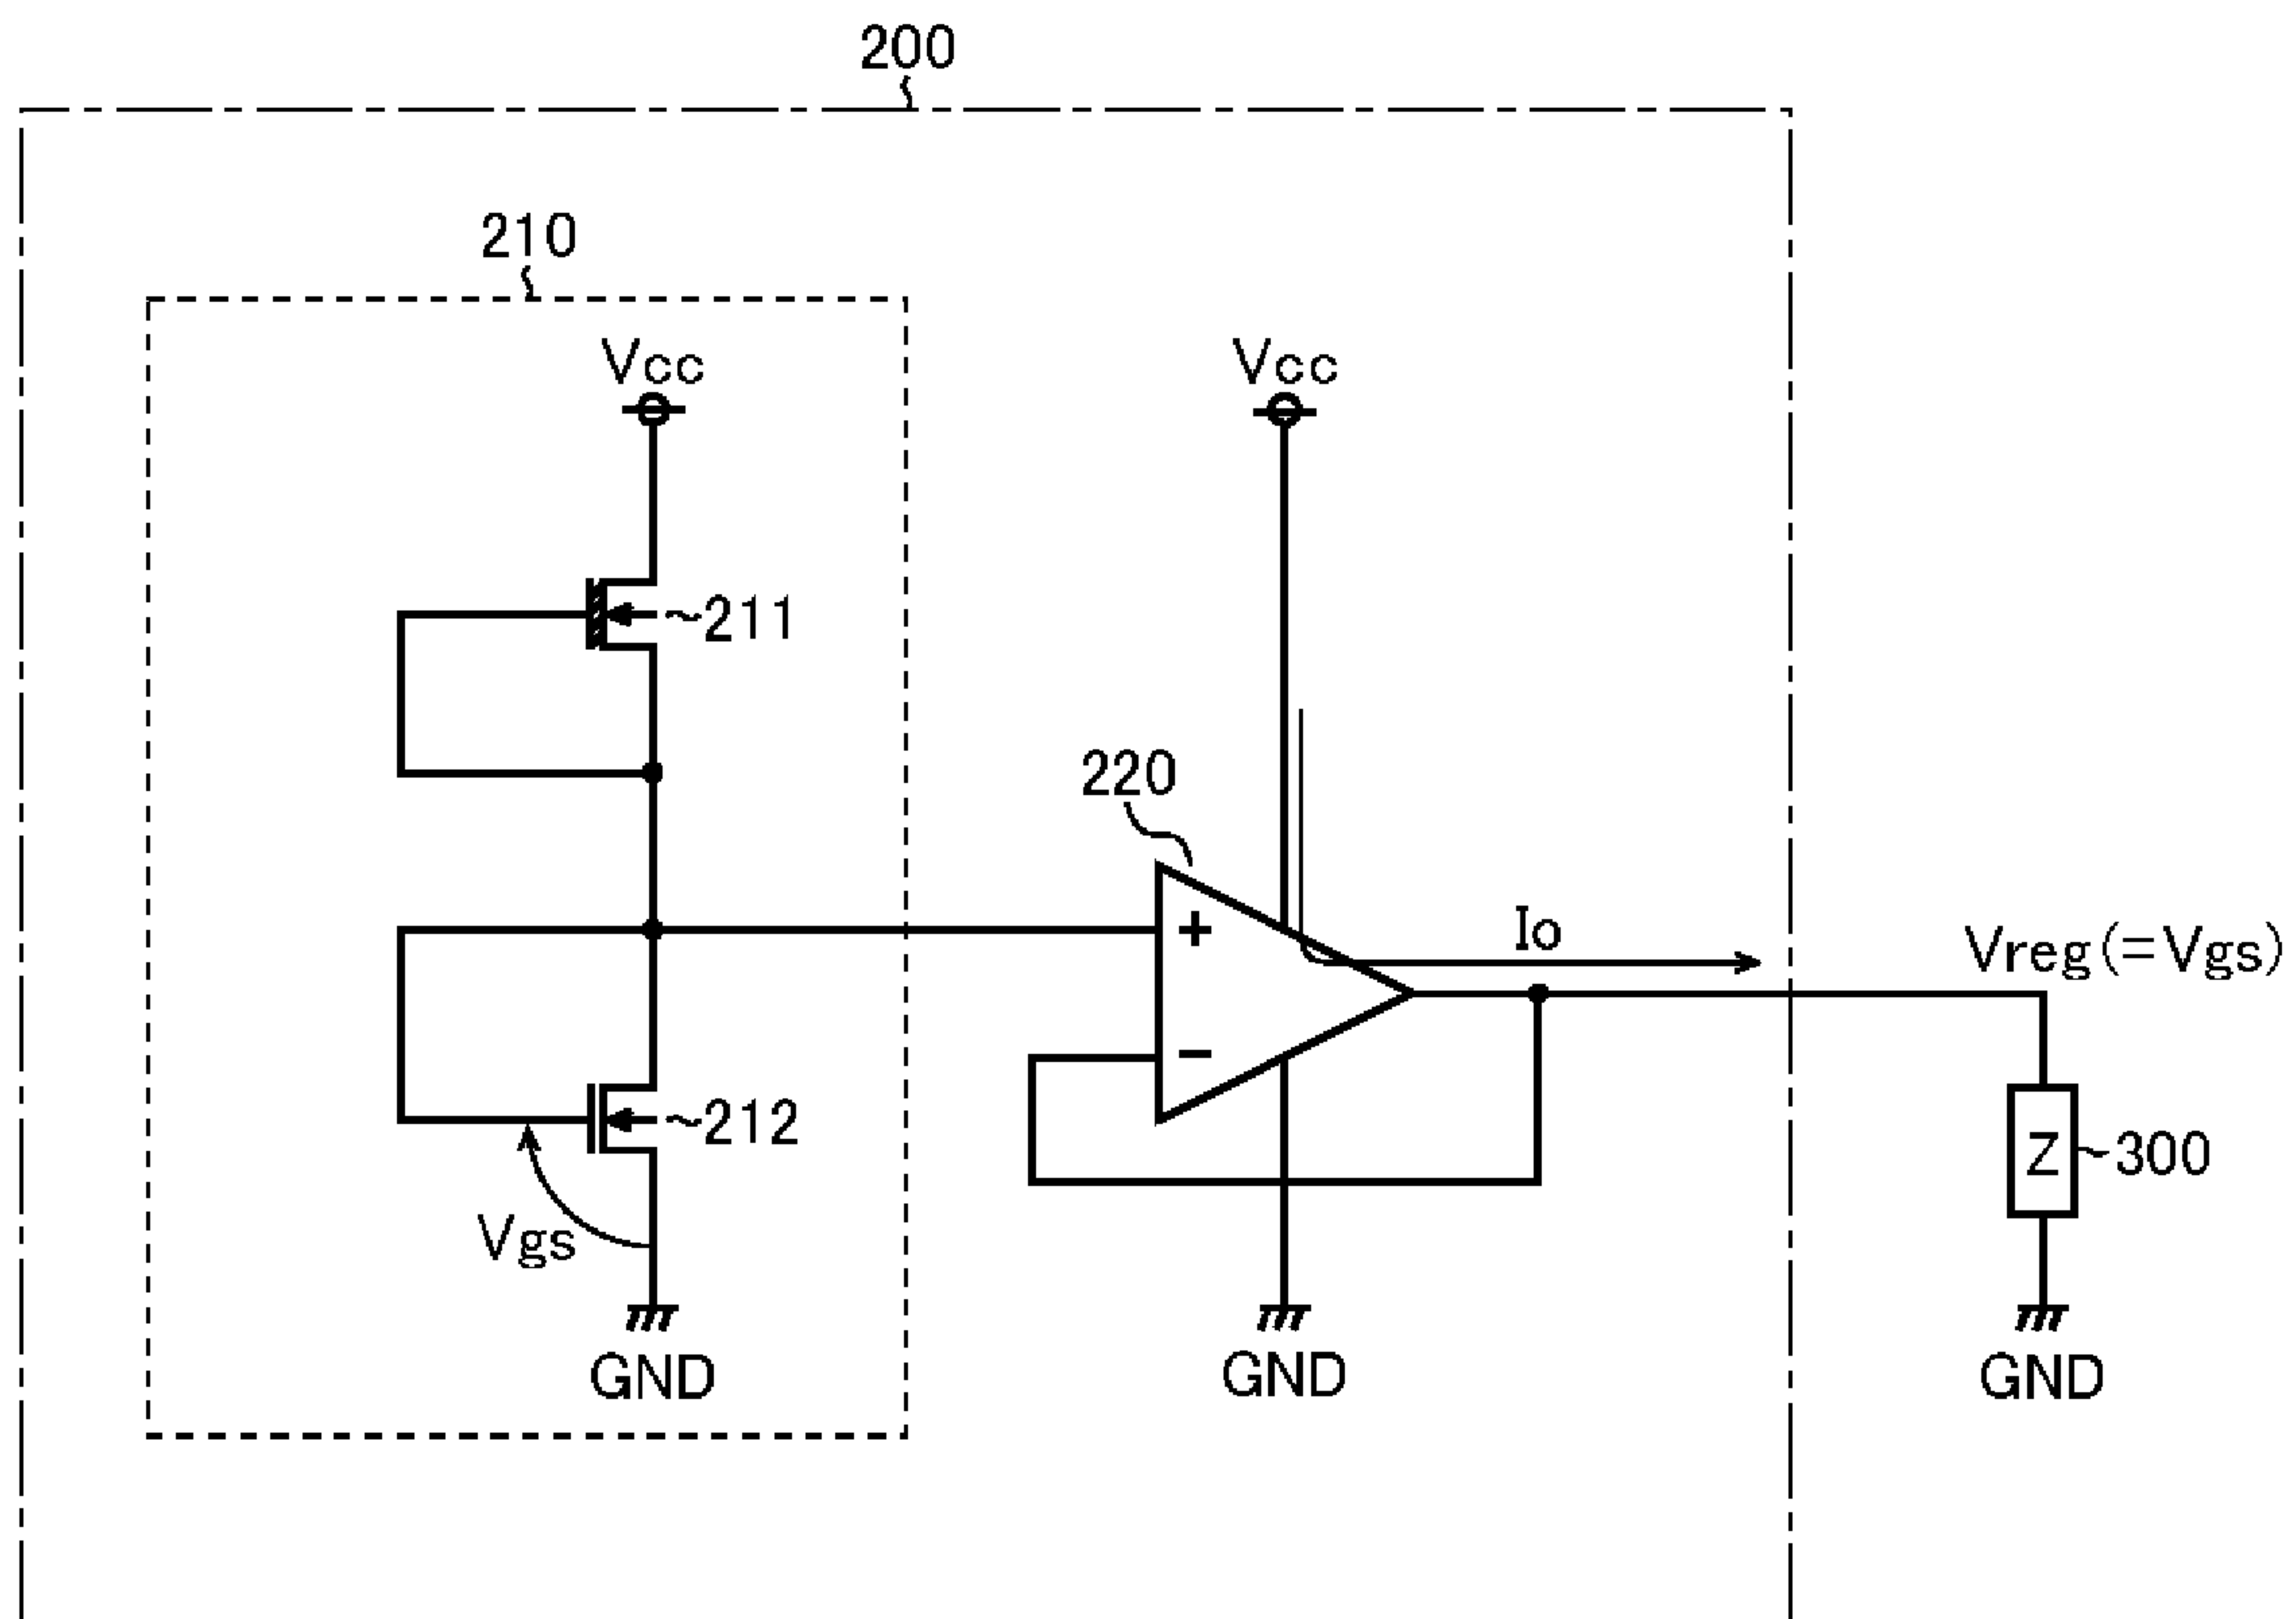 200
210
Vcc
Vcc
~211
220
+
Io
Vreg(=Vgs)
−
~212
Z
~300
Vgs
GND
GND
GND